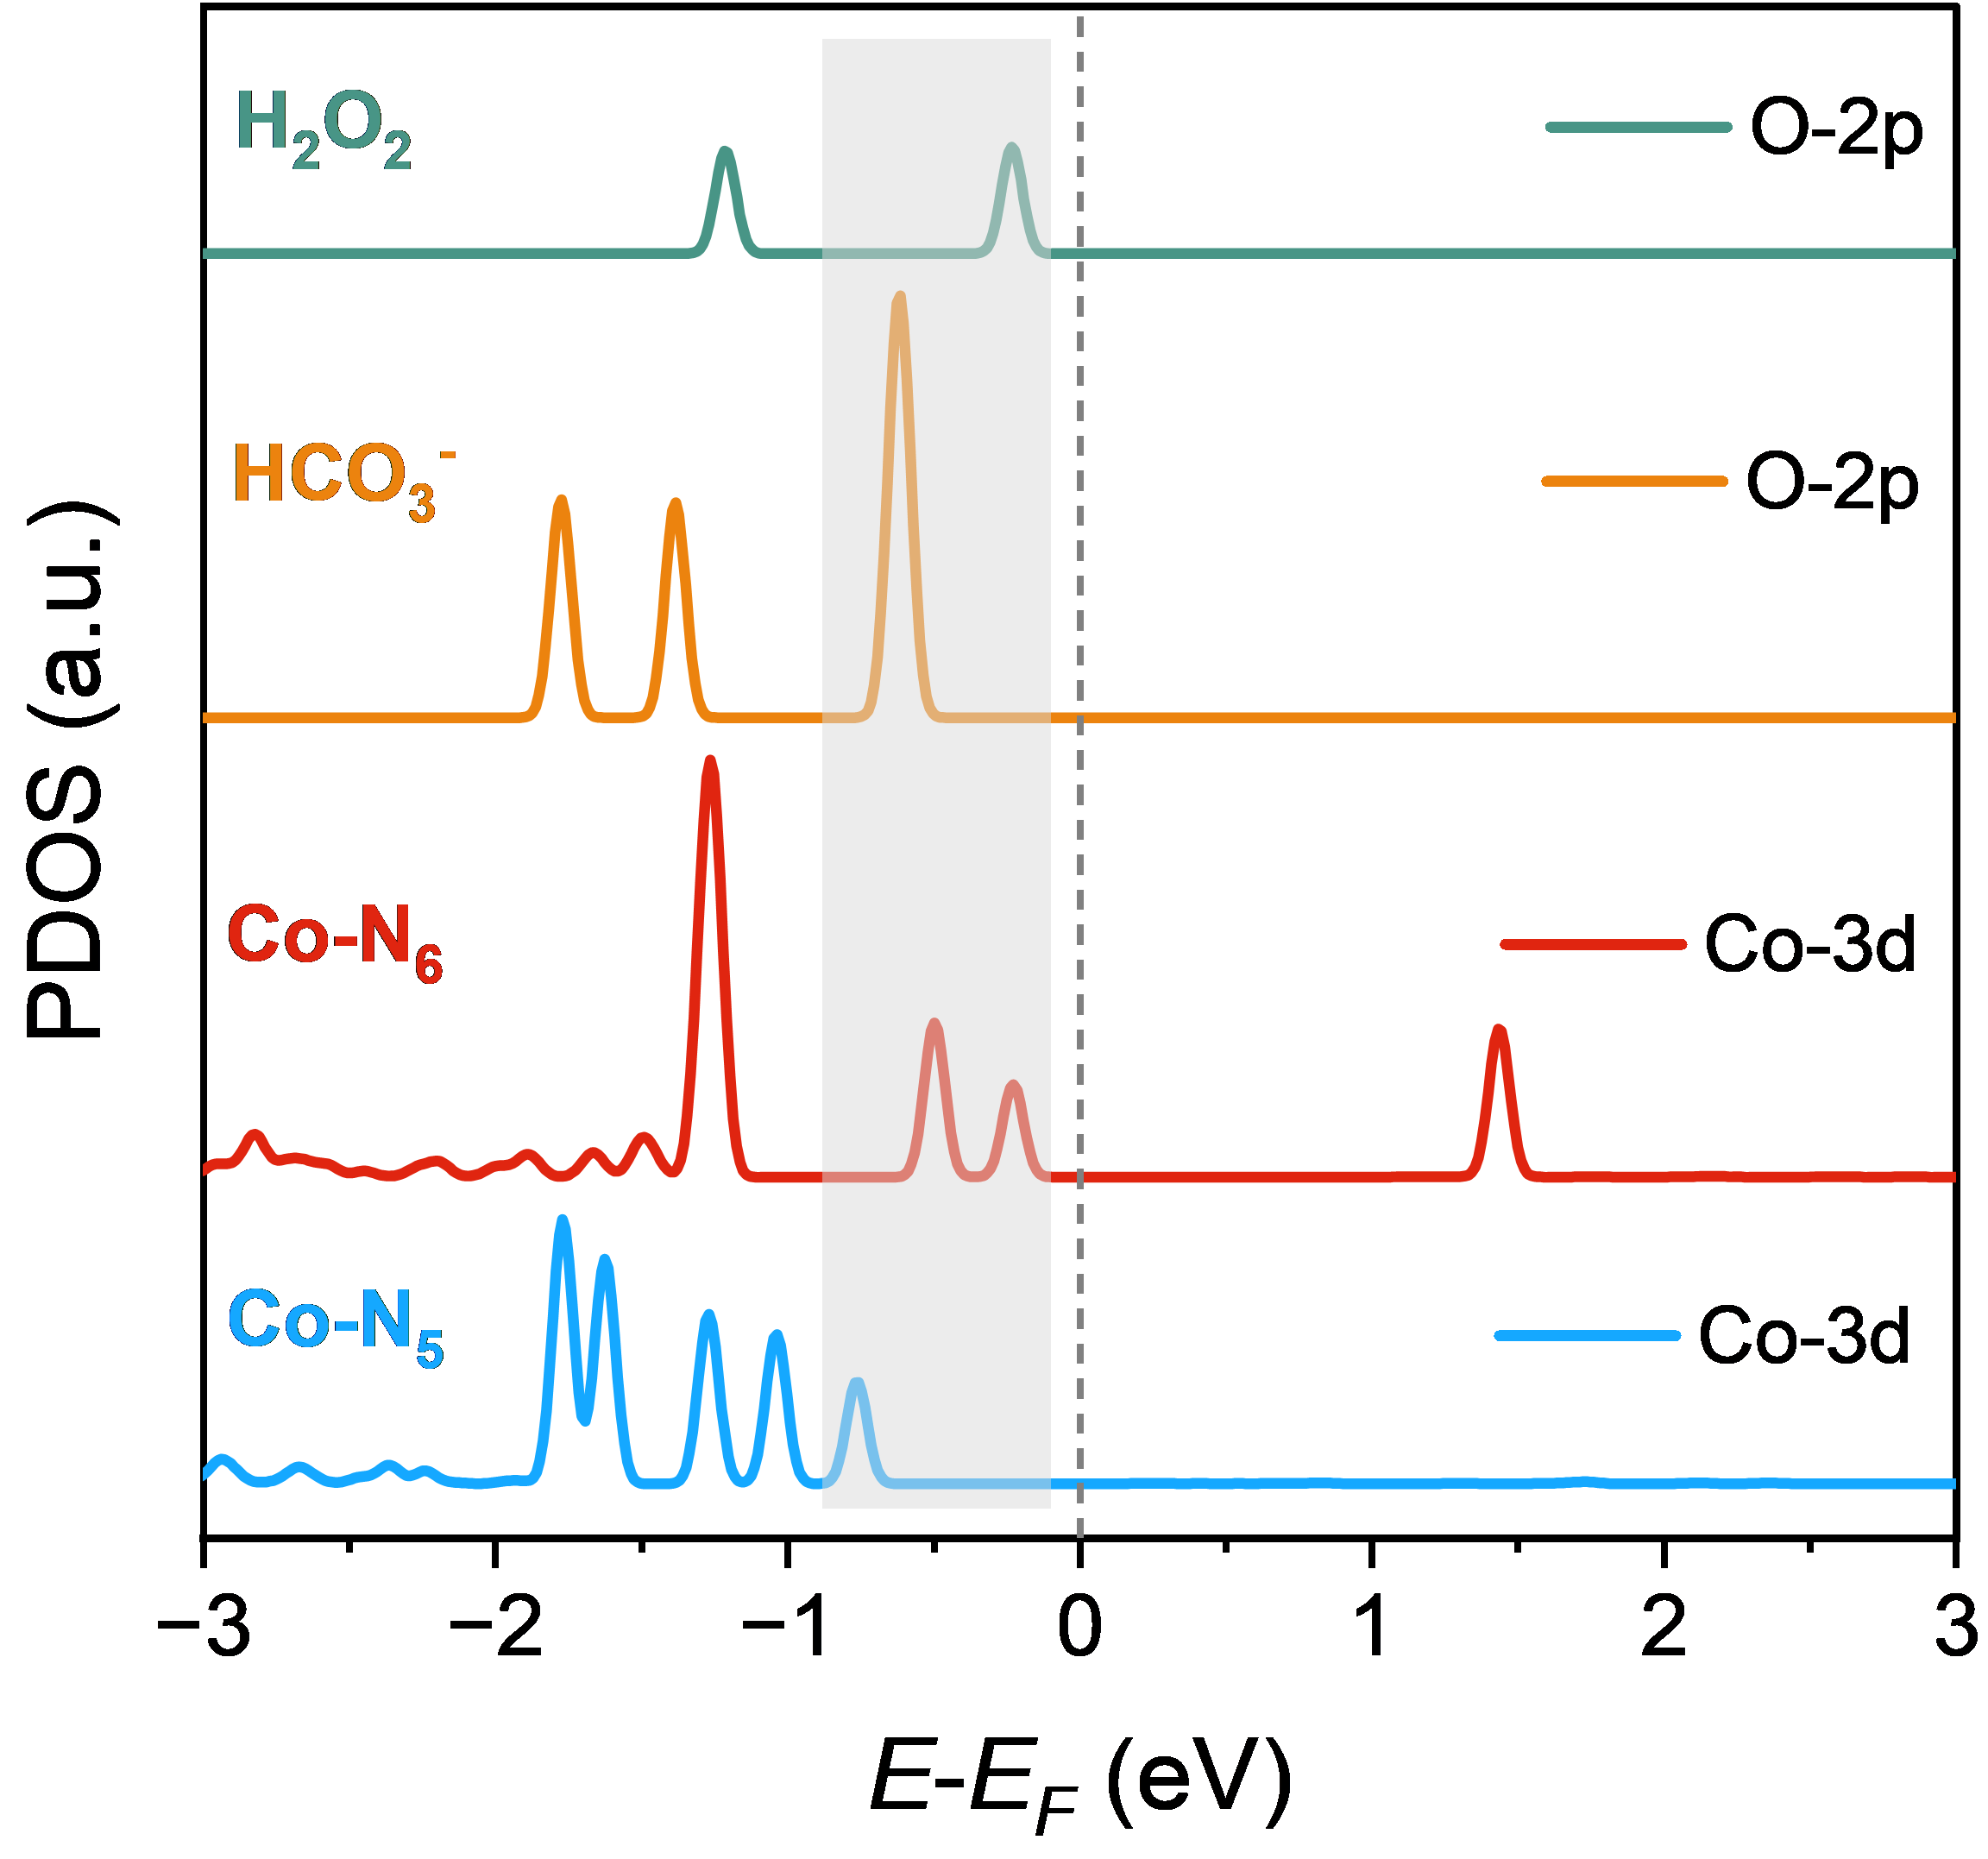 H₂O₂
O-2p
HCO₃⁻
O-2p
Co-N₆
Co-3d
Co-N₅
Co-3d
PDOS (a.u.)
−3 −2 −1 0 1 2 3
E-E_F (eV)